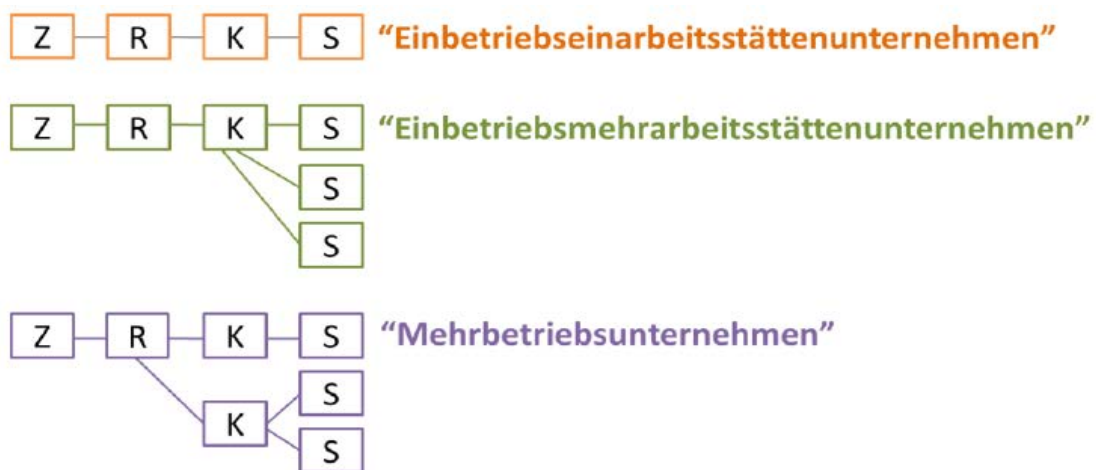 Z R K S “Einbetriebseinarbeitsstättenunternehmen”
Z R K S “Einbetriebsmehrarbeitsstättenunternehmen”
S
S
Z R K S “Mehrbetriebsunternehmen”
S
K
S